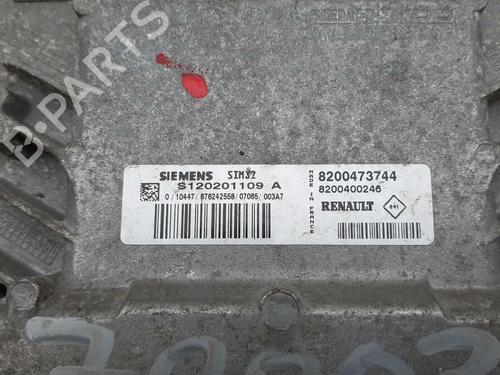 B-PARTS
SIEMENS SIM32
S120201109 A
0/10447/876242558/07065/003A7
MADE IN FRANCE
8200473744
8200400246
RENAULT